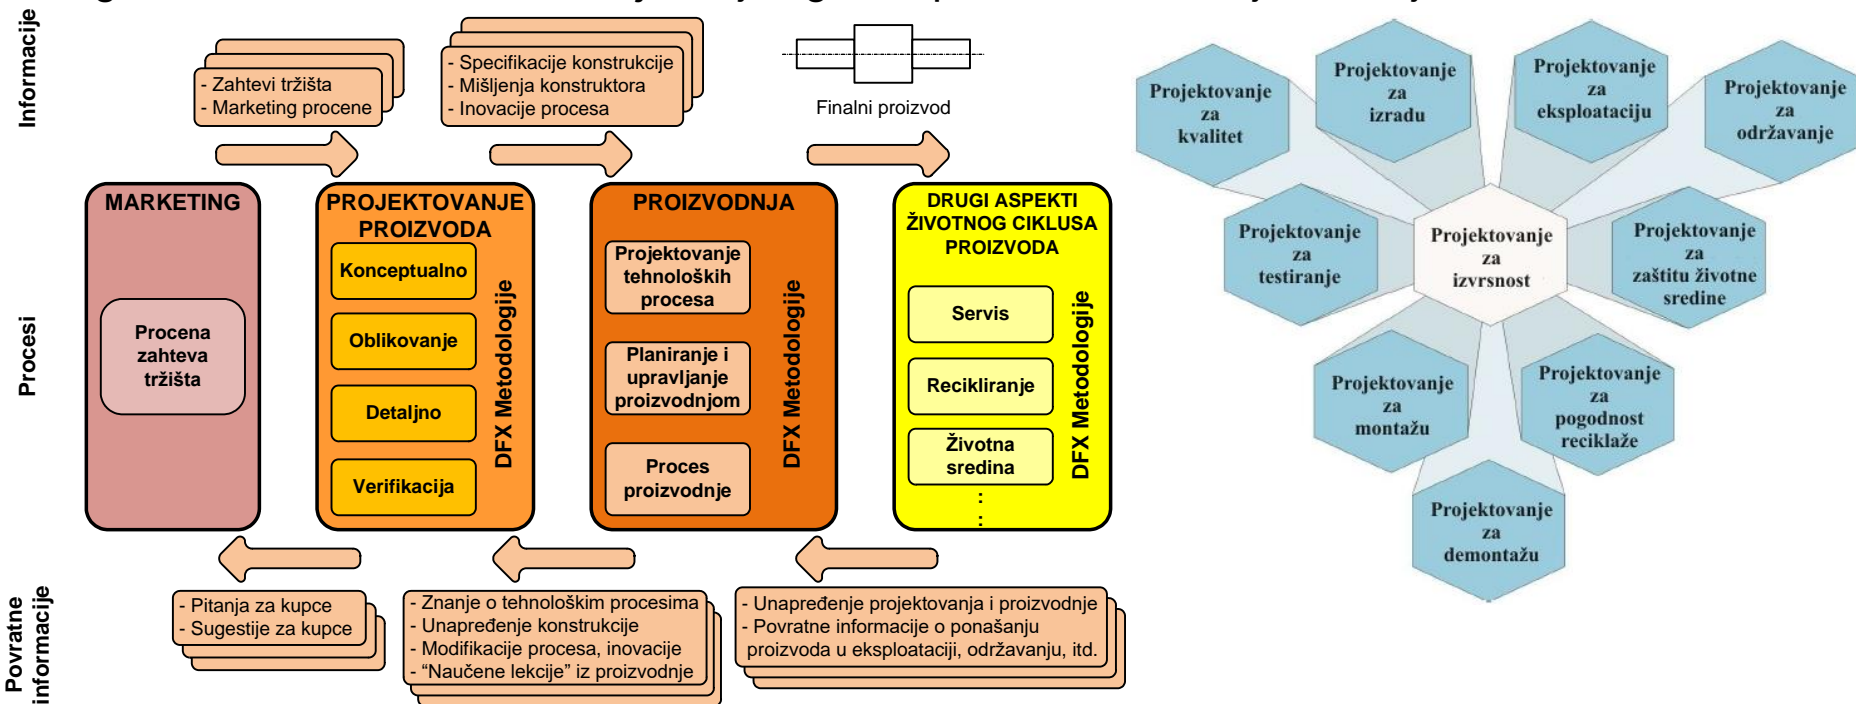 Informacije
- Zahtevi tržišta
- Marketing procene
- Specifikacije konstrukcije
- Mišljenja konstruktora
- Inovacije procesa
Finalni proizvod
Procesi
MARKETING
Procena
zahteva
tržišta
PROJEKTOVANJE
PROIZVODA
Konceptualno
Oblikovanje
Detaljno
Verifikacija
DFX Metodologije
PROIZVODNJA
Projektovanje
tehnoloških
procesa
Planiranje i
upravljanje
proizvodnjom
Proces
proizvodnje
DFX Metodologije
DRUGI ASPEKTI
ŽIVOTNOG CIKLUSA
PROIZVODA
Servis
Recikliranje
Životna
sredina
:
:
DFX Metodologije
Povratne
informacije
- Pitanja za kupce
- Sugestije za kupce
- Znanje o tehnološkim procesima
- Unapređenje konstrukcije
- Modifikacije procesa, inovacije
- “Naučene lekcije” iz proizvodnje
- Unapređenje projektovanja i proizvodnje
- Povratne informacije o ponašanju
proizvoda u eksploataciji, održavanju, itd.
Projektovanje
za
kvalitet
Projektovanje
za
izradu
Projektovanje
za
eksploataciju
Projektovanje
za
održavanje
Projektovanje
za
testiranje
Projektovanje
za
izvrsnost
Projektovanje
za
zaštitu životne
sredine
Projektovanje
za
montažu
Projektovanje
za
pogodnost
reciklaže
Projektovanje
za
demontažu